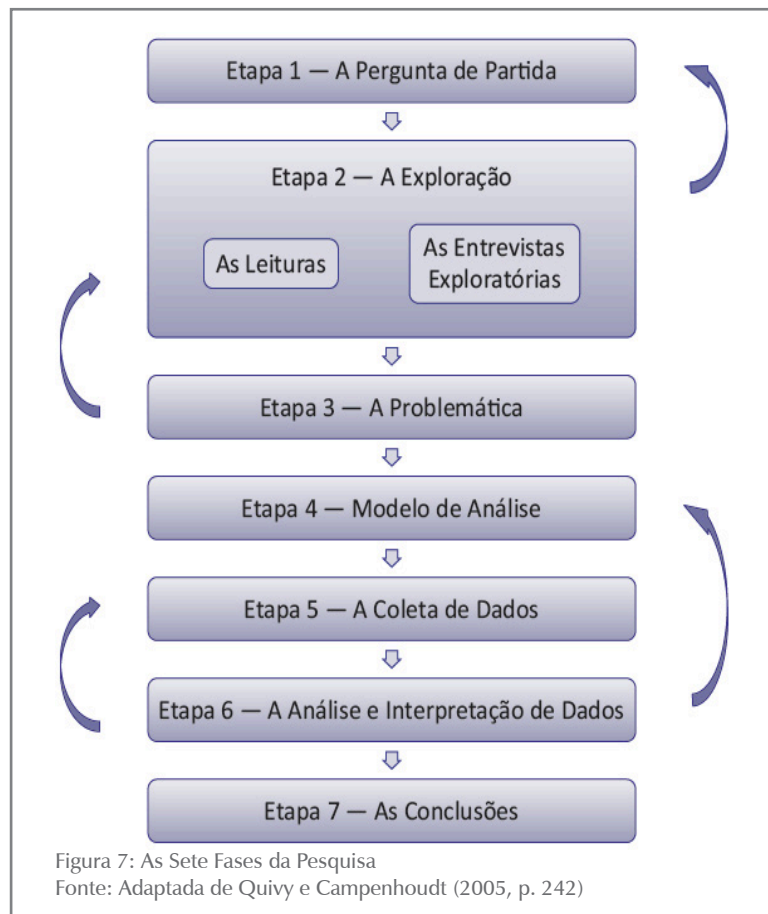 Etapa 1 — A Pergunta de Partida
Etapa 2 — A Exploração
As Leituras
As Entrevistas
Exploratórias
Etapa 3 — A Problemática
Etapa 4 — Modelo de Análise
Etapa 5 — A Coleta de Dados
Etapa 6 — A Análise e Interpretação de Dados
Etapa 7 — As Conclusões
Figura 7: As Sete Fases da Pesquisa
Fonte: Adaptada de Quivy e Campenhoudt (2005, p. 242)